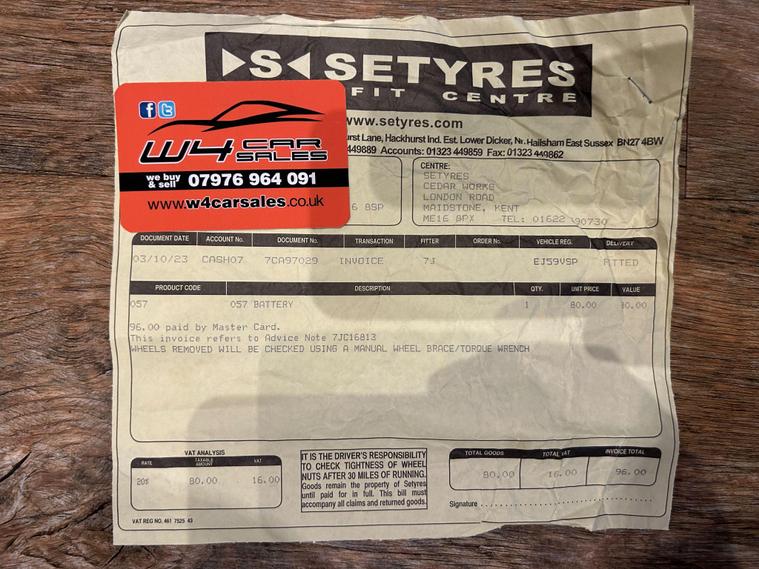 SETYRES
FIT CENTRE
www.setyres.com
Lane, Hackhurst Ind. Est. Lower Dicker, Nr. Hailsham East Sussex BN27 4BW
449889 Accounts: 01323 449859 Fax: 01323 449862
W4 CAR SALES
we buy & sell 07976 964 091
www.w4carsales.co.uk
6 8SP
CENTRE:
SETYRES
CEDAR WORKS
LONDON ROAD
MAIDSTONE, KENT
ME16 8PX TEL: 01622 90730
DOCUMENT DATE ACCOUNT No. DOCUMENT No. TRANSACTION FITTER ORDER No. VEHICLE REG. DELIVERY
03/10/23 CASH07 7CA97029 INVOICE 7J EJ59VSP
PRODUCT CODE DESCRIPTION QTY. UNIT PRICE VALUE
057 057 BATTERY 1 80.00
96.00 paid by Master Card.
This invoice refers to Advice Note 7JC16813
WHEELS REMOVED WILL BE CHECKED USING A MANUAL WHEEL BRACE/TORQUE WRENCH
VAT ANALYSIS
RATE TAXABLE AMOUNT VAT
20% 80.00 16.00
VAT REG NO. 461 7525 43
IT IS THE DRIVER'S RESPONSIBILITY
TO CHECK TIGHTNESS OF WHEEL
NUTS AFTER 30 MILES OF RUNNING.
Goods remain the property of Setyres
until paid for in full. This bill must
accompany all claims and returned goods.
TOTAL GOODS TOTAL VAT INVOICE TOTAL
80.00 16.00 96.00
Signature